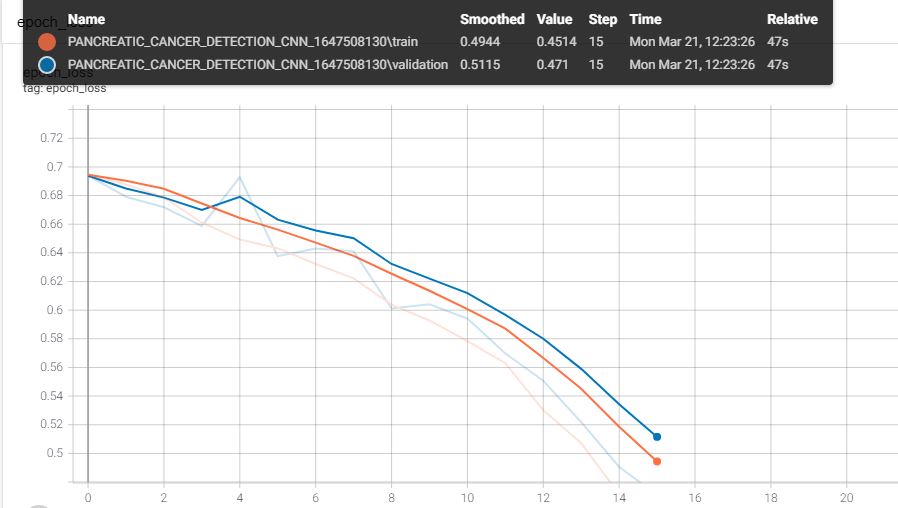 epoch_loss
Name Smoothed Value Step Time Relative
PANCREATIC_CANCER_DETECTION_CNN_1647508130\train 0.4944 0.4514 15 Mon Mar 21, 12:23:26 47s
PANCREATIC_CANCER_DETECTION_CNN_1647508130\validation 0.5115 0.471 15 Mon Mar 21, 12:23:26 47s
epoch_loss
tag: epoch_loss
0.72
0.7
0.68
0.66
0.64
0.62
0.6
0.58
0.56
0.54
0.52
0.5
0 2 4 6 8 10 12 14 16 18 20